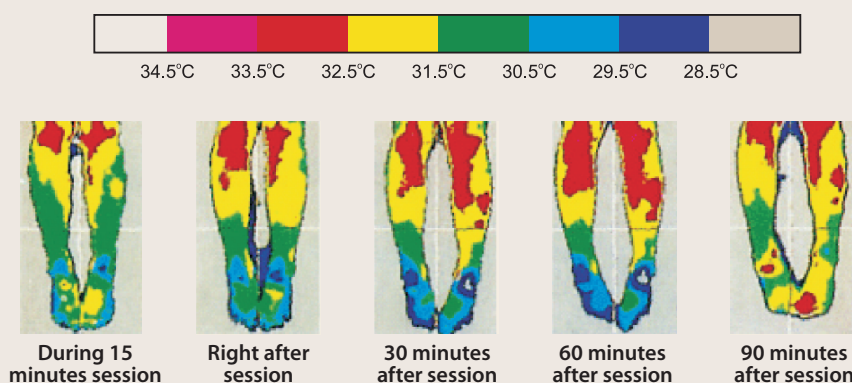 34.5°C 33.5°C 32.5°C 31.5°C 30.5°C 29.5°C 28.5°C
During 15 minutes session
Right after session
30 minutes after session
60 minutes after session
90 minutes after session